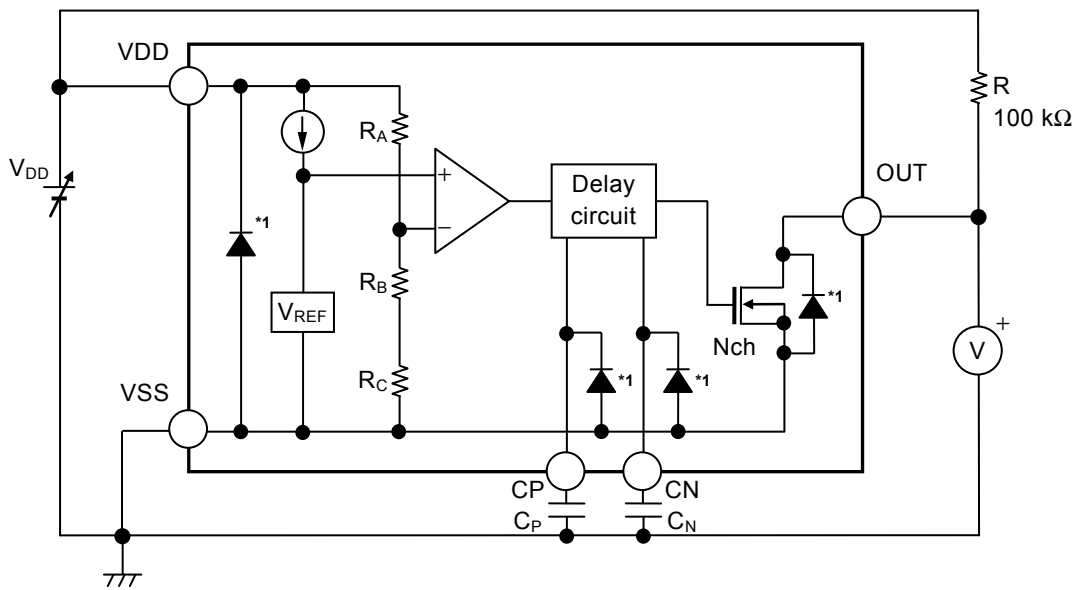 VDD
R
100 kΩ
RA
VDD
OUT
+
Delay
circuit
*1
−
RB
*1
+
VREF
V
Nch
RC
*1
*1
VSS
CP
CN
CP
CN